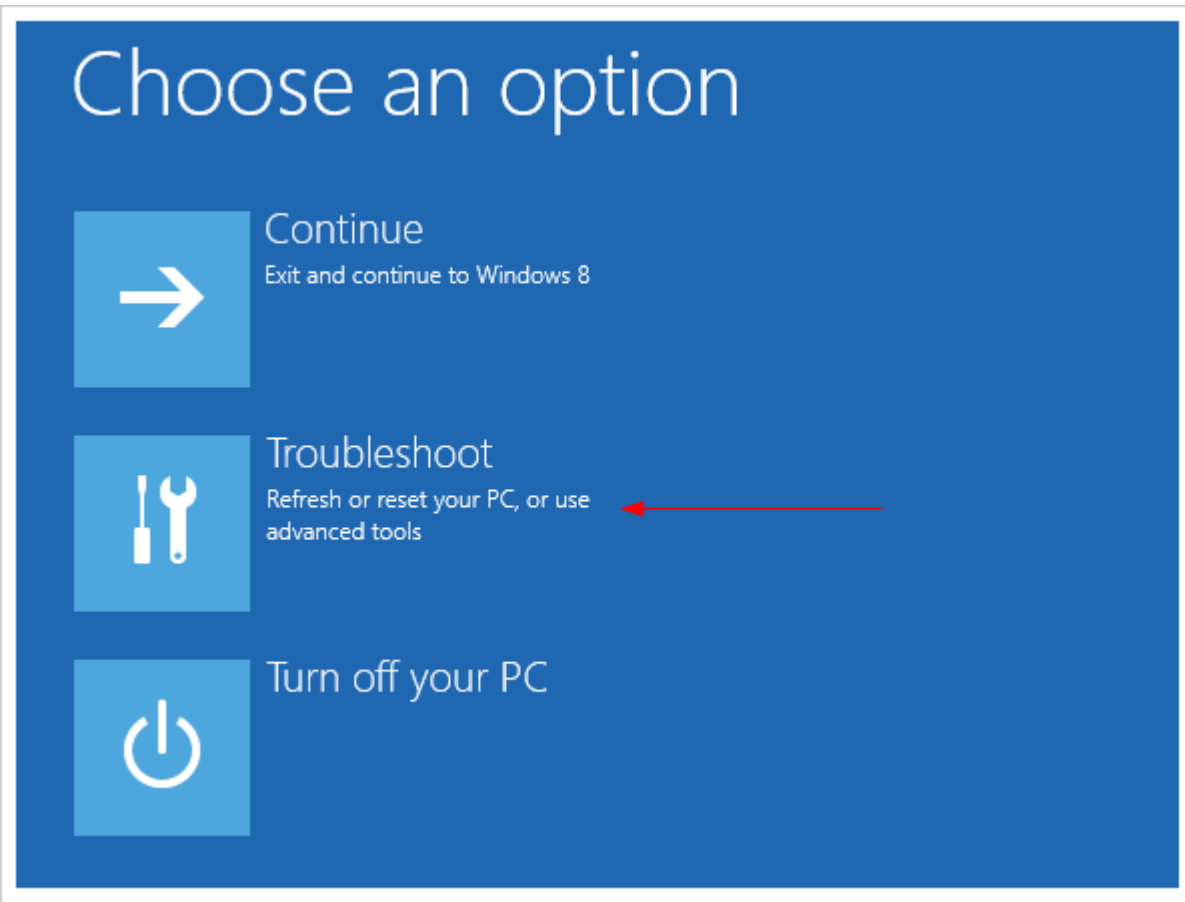 Choose an option
Continue
Exit and continue to Windows 8
Troubleshoot
Refresh or reset your PC, or use
advanced tools
Turn off your PC